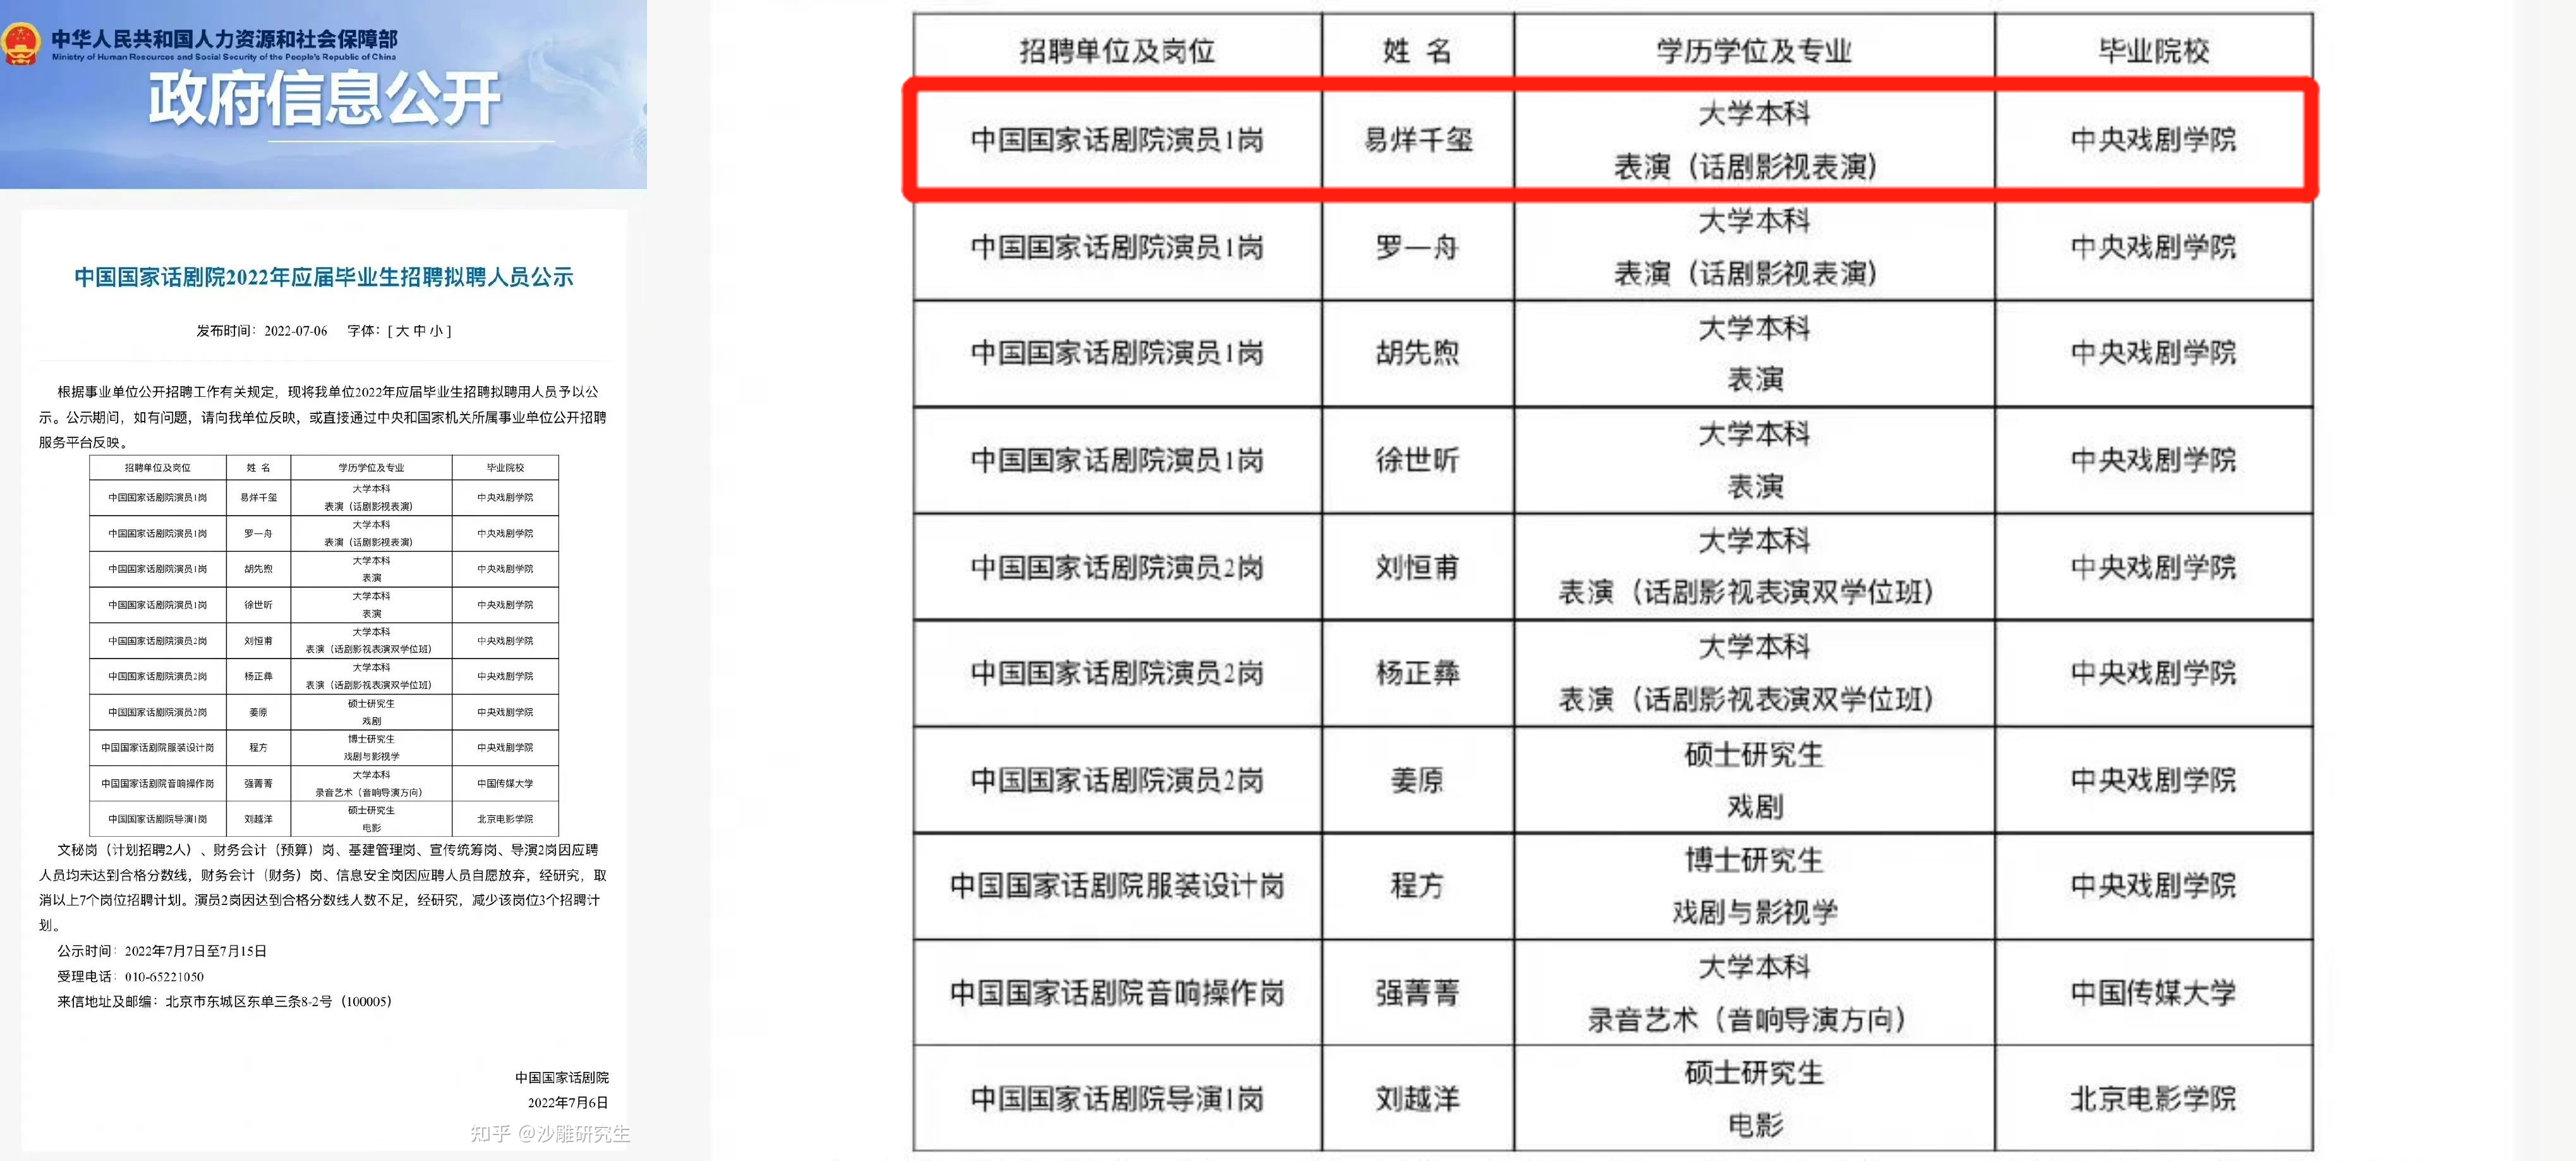 中华人民共和国人力资源和社会保障部
Ministry of Human Resources and Social Security of the People's Republic of China
政府信息公开
中国国家话剧院2022年应届毕业生招聘拟聘人员公示
发布时间：2022-07-06 字体：[ 大 中 小 ]
根据事业单位公开招聘工作有关规定，现将我单位2022年应届毕业生招聘拟聘用人员予以公
示。公示期间，如有问题，请向我单位反映，或直接通过中央和国家机关所属事业单位公开招聘
服务平台反映。
招聘单位及岗位 姓 名 学历学位及专业 毕业院校
中国国家话剧院演员1岗 易烊千玺 大学本科 表演（话剧影视表演） 中央戏剧学院
中国国家话剧院演员1岗 罗一舟 大学本科 表演（话剧影视表演） 中央戏剧学院
中国国家话剧院演员1岗 胡先煦 大学本科 表演 中央戏剧学院
中国国家话剧院演员1岗 徐世昕 大学本科 表演 中央戏剧学院
中国国家话剧院演员2岗 刘恒甫 大学本科 表演（话剧影视表演双学位班） 中央戏剧学院
中国国家话剧院演员2岗 杨正彝 大学本科 表演（话剧影视表演双学位班） 中央戏剧学院
中国国家话剧院演员2岗 姜原 硕士研究生 戏剧 中央戏剧学院
中国国家话剧院服装设计岗 程方 博士研究生 戏剧与影视学 中央戏剧学院
中国国家话剧院音响操作岗 强菁菁 大学本科 录音艺术（音响导演方向） 中国传媒大学
中国国家话剧院导演1岗 刘越洋 硕士研究生 电影 北京电影学院
文秘岗（计划招聘2人）、财务会计（预算）岗、基建管理岗、宣传统筹岗、导演2岗因应聘
人员均未达到合格分数线，财务会计（财务）岗、信息安全岗因应聘人员自愿放弃，经研究，取
消以上7个岗位招聘计划。演员2岗因达到合格分数线人数不足，经研究，减少该岗位3个招聘计
划。
公示时间：2022年7月7日至7月15日
受理电话：010-65221050
来信地址及邮编：北京市东城区东单三条8-2号（100005）
中国国家话剧院
2022年7月6日
知乎 @沙雕研究生
招聘单位及岗位 姓 名 学历学位及专业 毕业院校
中国国家话剧院演员1岗 易烊千玺 大学本科 表演（话剧影视表演） 中央戏剧学院
中国国家话剧院演员1岗 罗一舟 大学本科 表演（话剧影视表演） 中央戏剧学院
中国国家话剧院演员1岗 胡先煦 大学本科 表演 中央戏剧学院
中国国家话剧院演员1岗 徐世昕 大学本科 表演 中央戏剧学院
中国国家话剧院演员2岗 刘恒甫 大学本科 表演（话剧影视表演双学位班） 中央戏剧学院
中国国家话剧院演员2岗 杨正彝 大学本科 表演（话剧影视表演双学位班） 中央戏剧学院
中国国家话剧院演员2岗 姜原 硕士研究生 戏剧 中央戏剧学院
中国国家话剧院服装设计岗 程方 博士研究生 戏剧与影视学 中央戏剧学院
中国国家话剧院音响操作岗 强菁菁 大学本科 录音艺术（音响导演方向） 中国传媒大学
中国国家话剧院导演1岗 刘越洋 硕士研究生 电影 北京电影学院